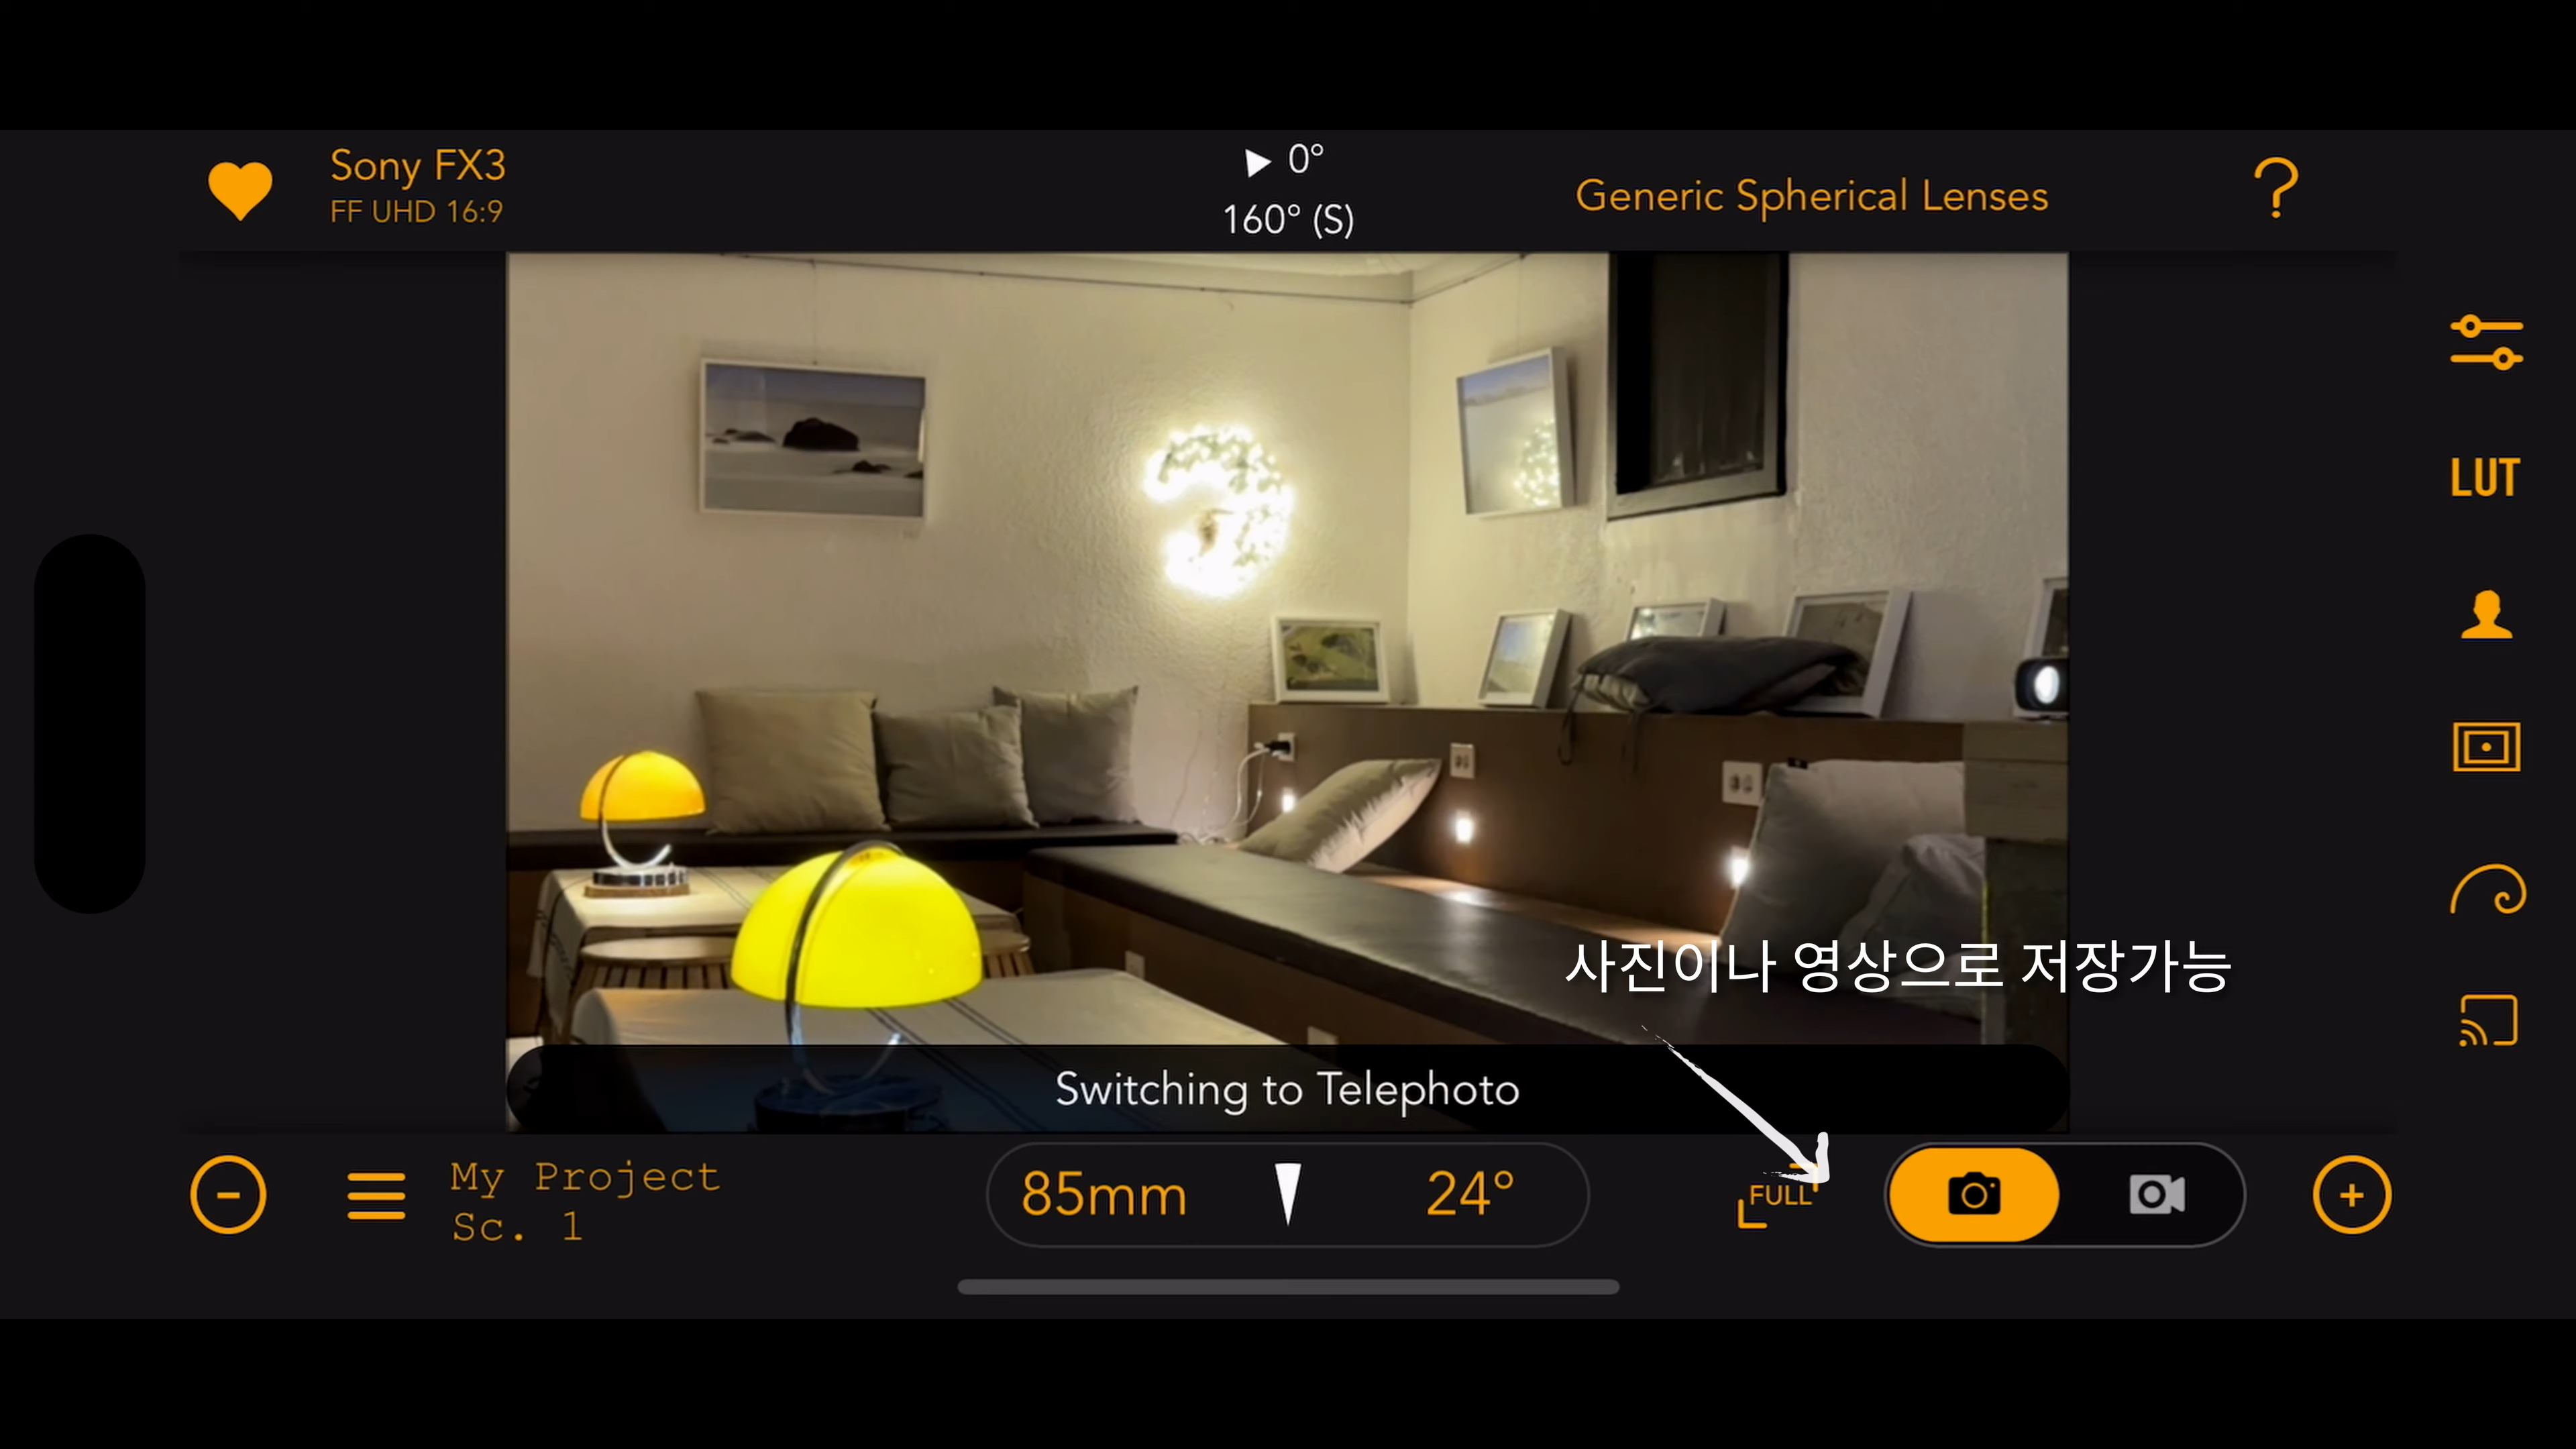 Sony FX3
FF UHD 16:9
0°
160° (S)
Generic Spherical Lenses
?
LUT
사진이나 영상으로 저장가능
Switching to Telephoto
My Project
Sc. 1
85mm
24°
FULL